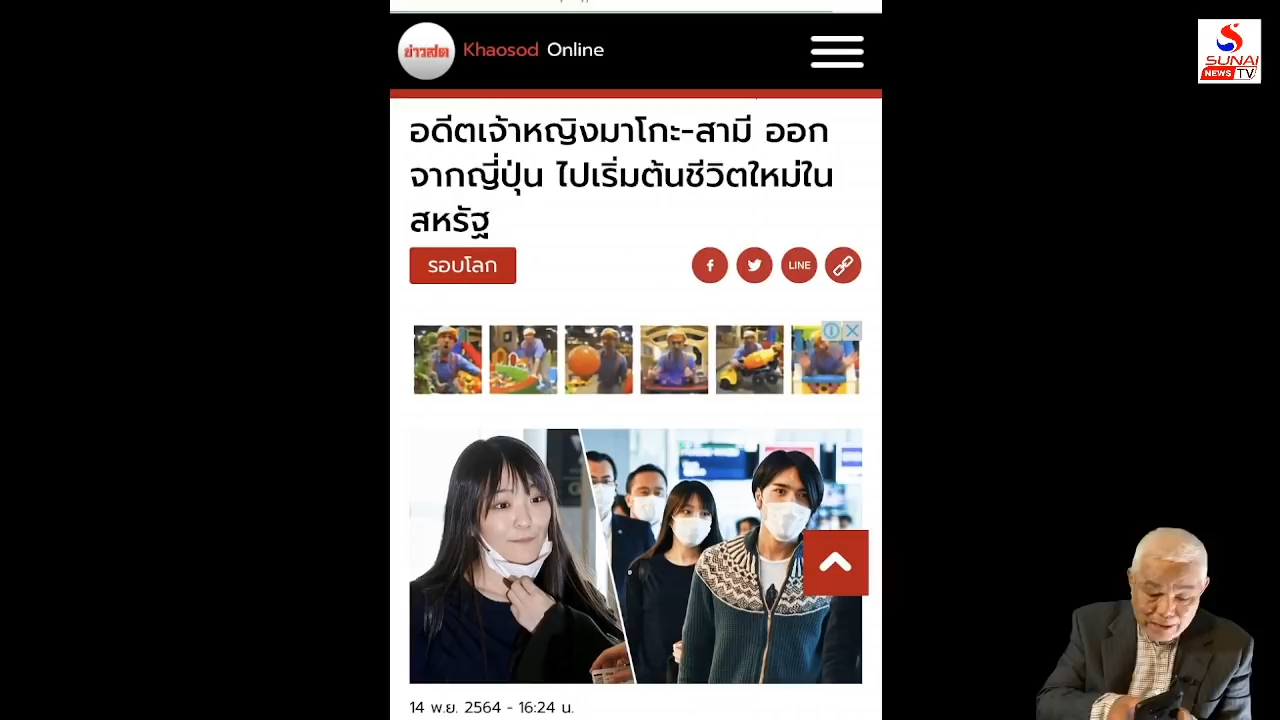 ข่าวสด
Khaosod Online
SUNAI
NEWS TV
อดีตเจ้าหญิงมาโกะ-สามี ออก
จากญี่ปุ่น ไปเริ่มต้นชีวิตใหม่ใน
สหรัฐ
รอบโลก
LINE
14 พ.ย. 2564 - 16:24 น.